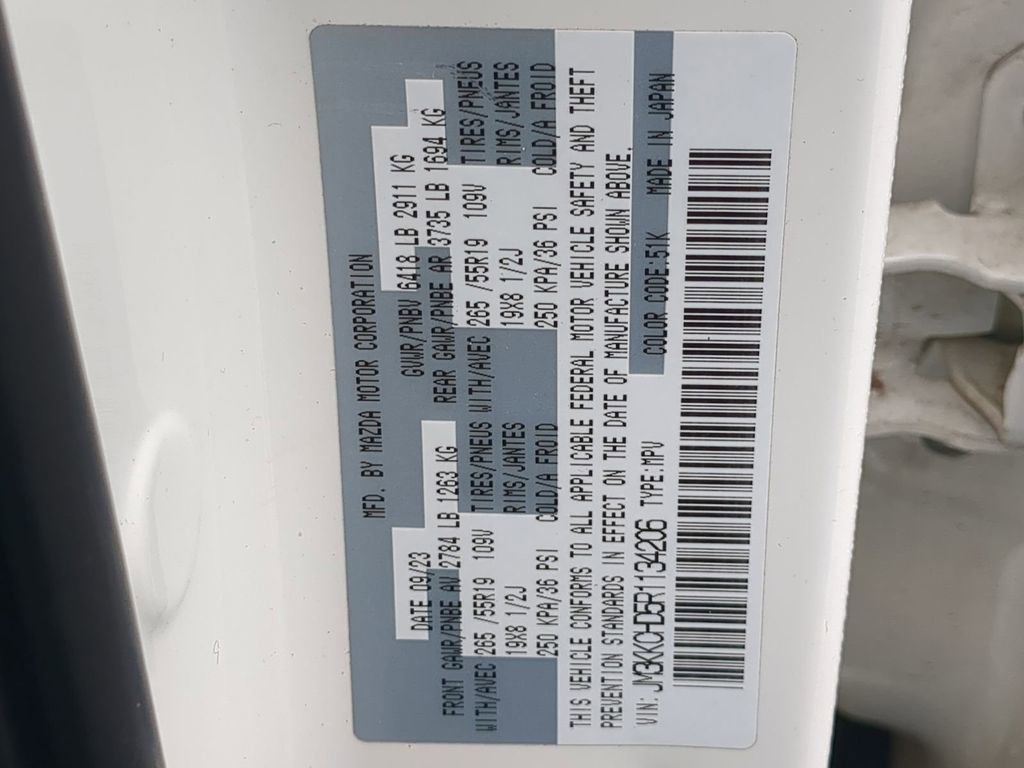 MFD. BY MAZDA MOTOR CORPORATION
DATE 09/23 GVWR/PNBV 6418 LB 2911 KG
FRONT GAWR/PNBE AV 2784 LB 1263 KG REAR GAWR/PNBE AR 3735 LB 1694 KG
WITH/AVEC 265 /55R19 109V TIRES/PNEUS WITH/AVEC 265 /55R19 109V TIRES/PNEUS
19X8 1/2J RIMS/JANTES 19X8 1/2J RIMS/JANTES
250 KPA/36 PSI COLD/A FROID 250 KPA/36 PSI COLD/A FROID
THIS VEHICLE CONFORMS TO ALL APPLICABLE FEDERAL MOTOR VEHICLE SAFETY AND THEFT
PREVENTION STANDARDS IN EFFECT ON THE DATE OF MANUFACTURE SHOWN ABOVE.
VIN: JM3KKCHD5R1134206 TYPE:MPV COLOR CODE:51K MADE IN JAPAN